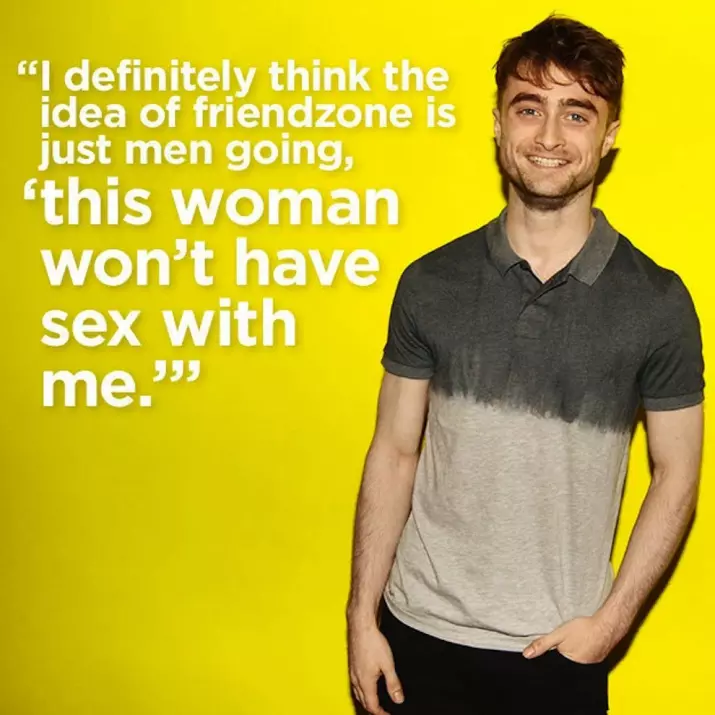 “I definitely think the
idea of friendzone is
just men going,
‘this woman
won’t have
sex with
me.’”